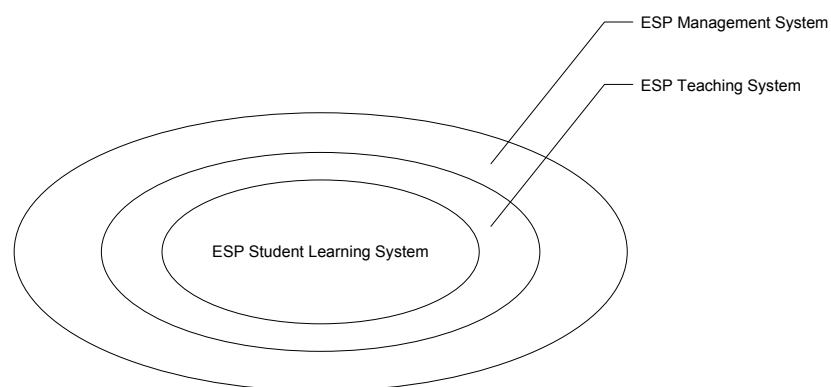 ESP Management System
ESP Teaching System
ESP Student Learning System